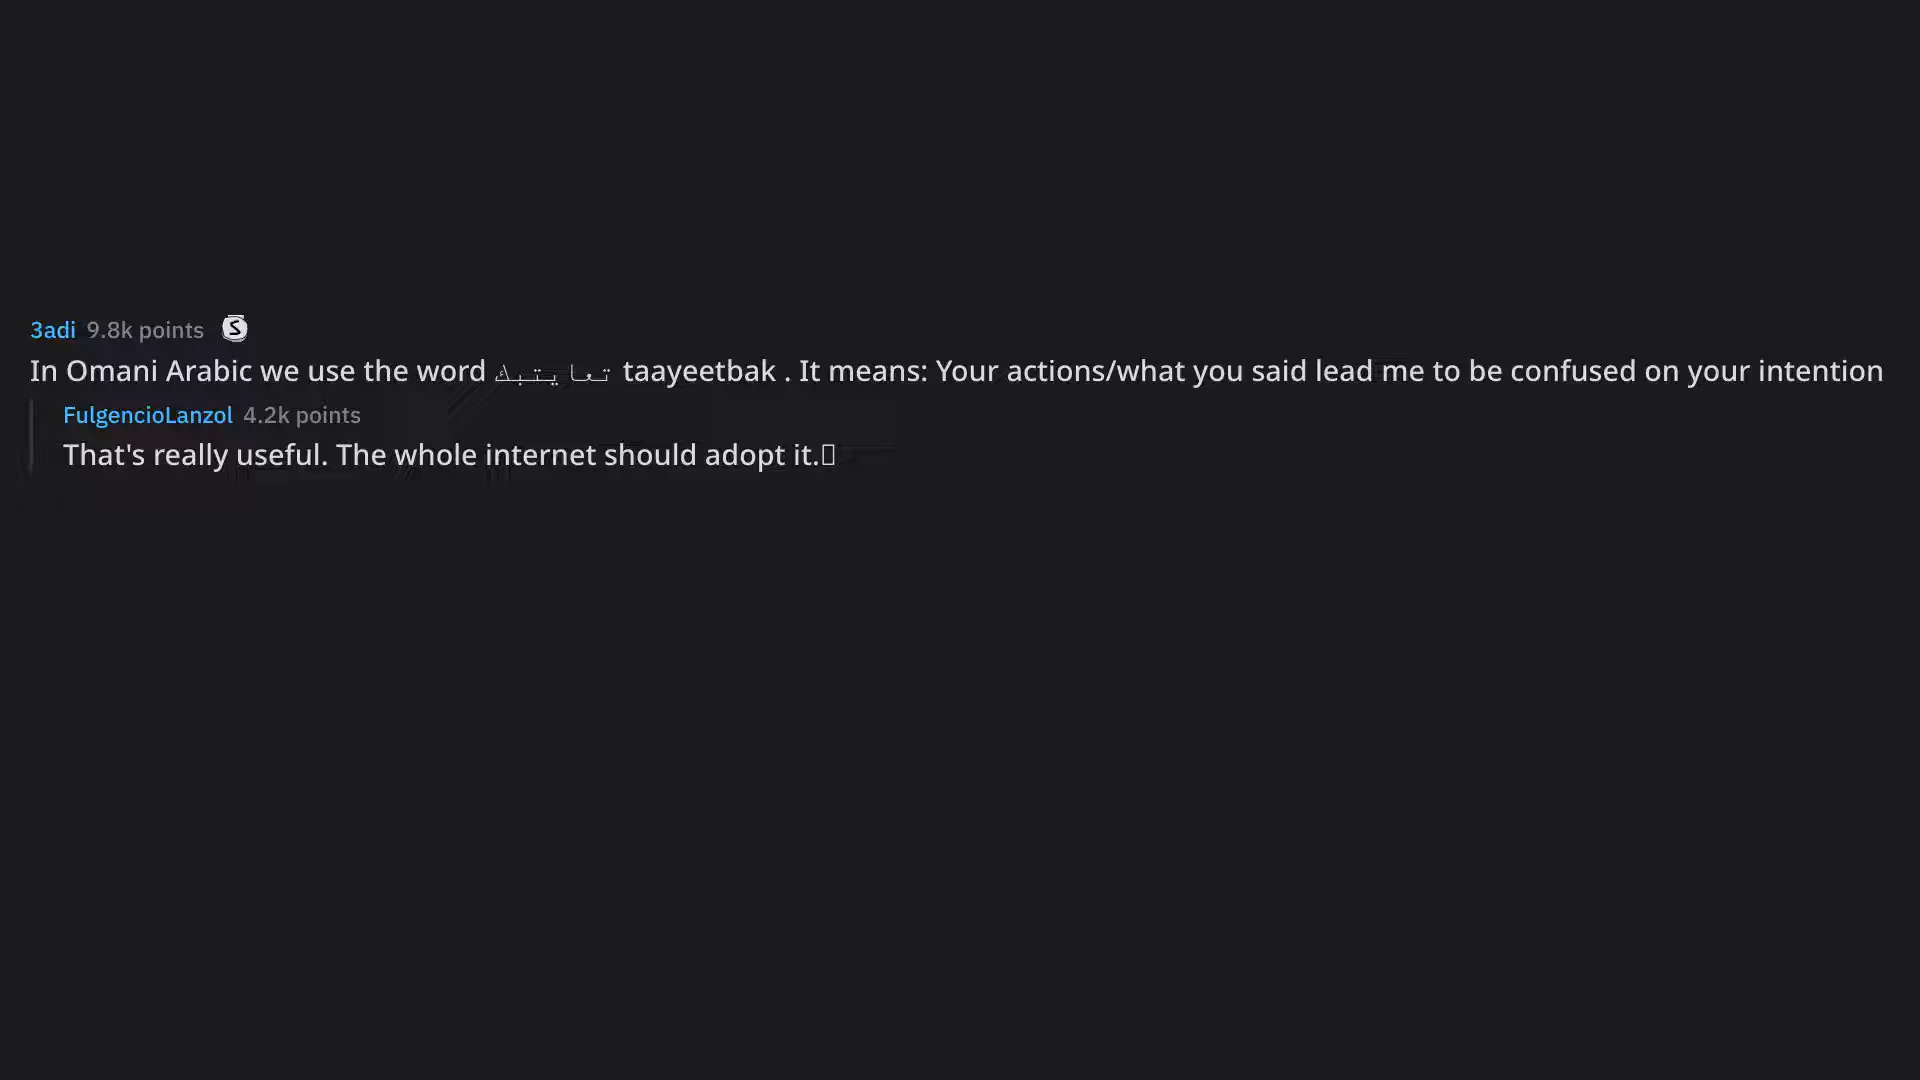 3adi 9.8k points S
In Omani Arabic we use the word تعايتبك taayeetbak . It means: Your actions/what you said lead me to be confused on your intention
FulgencioLanzol 4.2k points
That's really useful. The whole internet should adopt it.